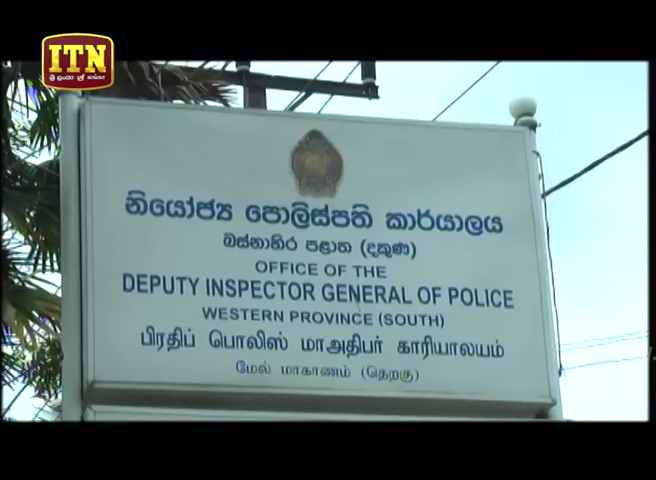 ITN
නියෝජ්‍ය පොලිස්පති කාර්යාලය
බස්නාහිර පළාත (දකුණ)
OFFICE OF THE
DEPUTY INSPECTOR GENERAL OF POLICE
WESTERN PROVINCE (SOUTH)
பிரதிப் பொலிஸ் மாஅதிபர் காரியாலயம்
மேல் மாகாணம் (தெற்கு)